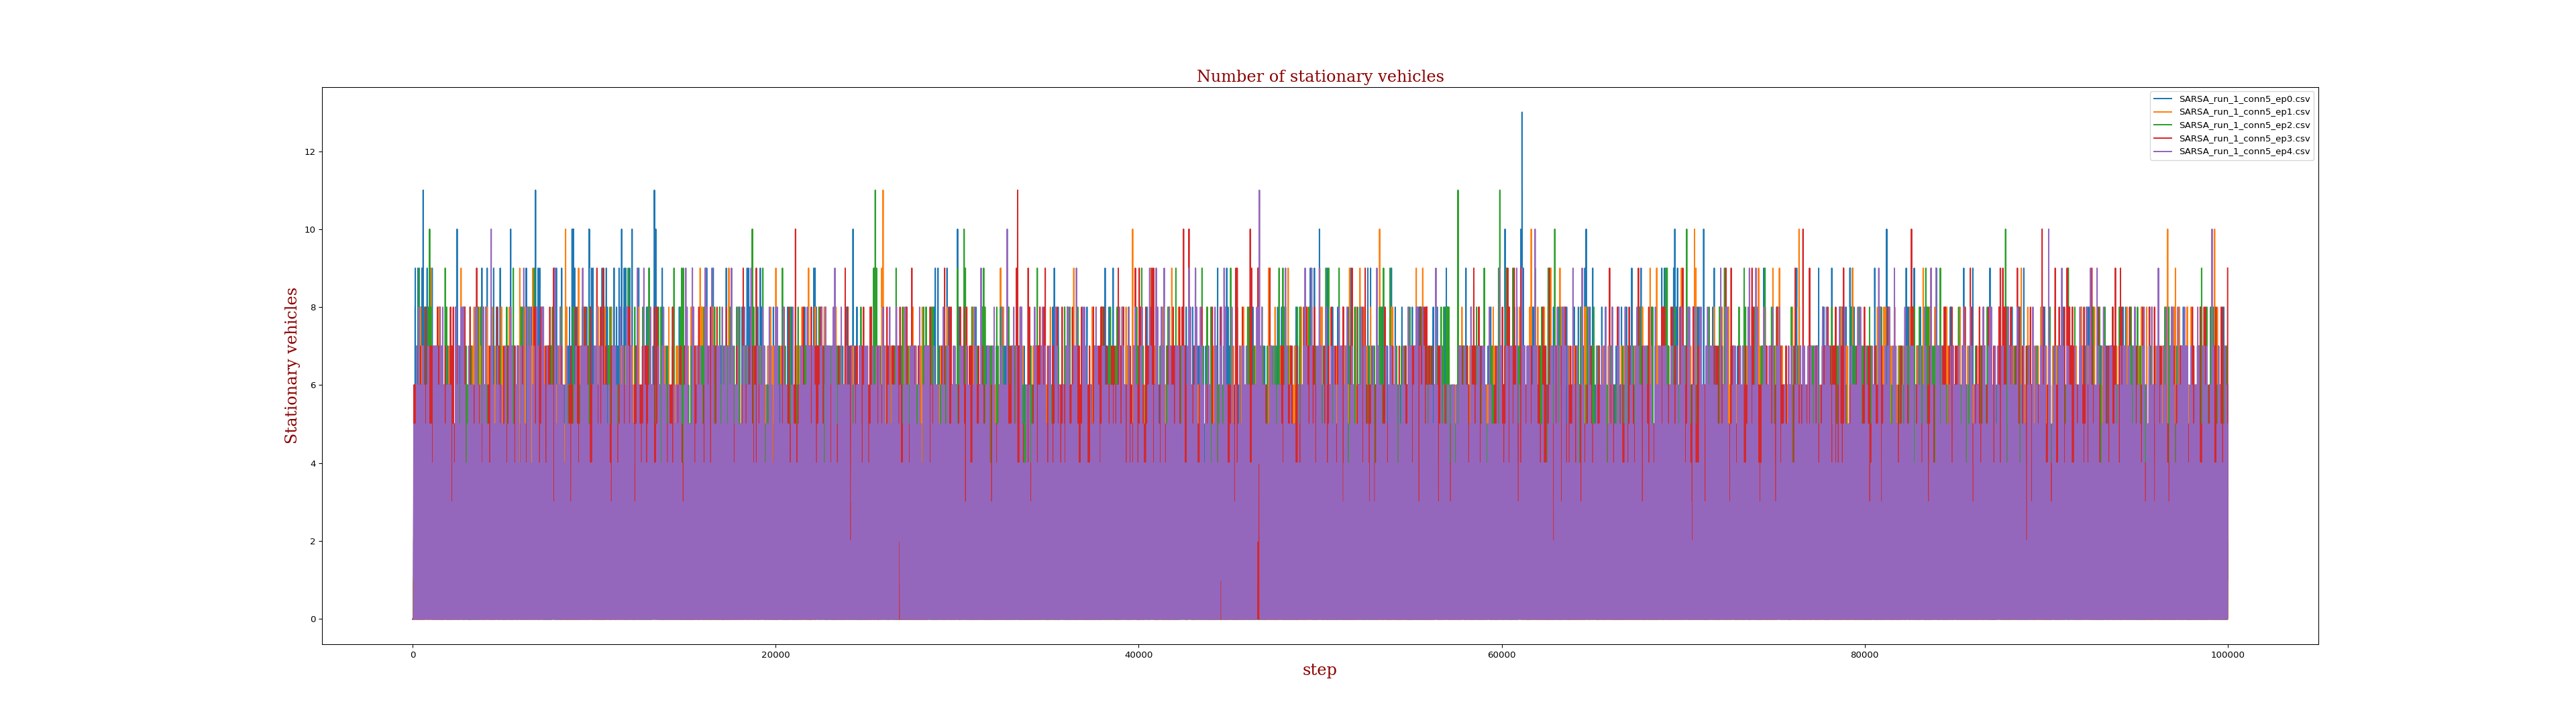 Number of stationary vehicles
SARSA_run_1_conn5_ep0.csv
SARSA_run_1_conn5_ep1.csv
SARSA_run_1_conn5_ep2.csv
SARSA_run_1_conn5_ep3.csv
SARSA_run_1_conn5_ep4.csv
Stationary vehicles
12
10
8
6
4
2
0
0 20000 40000 60000 80000 100000
step